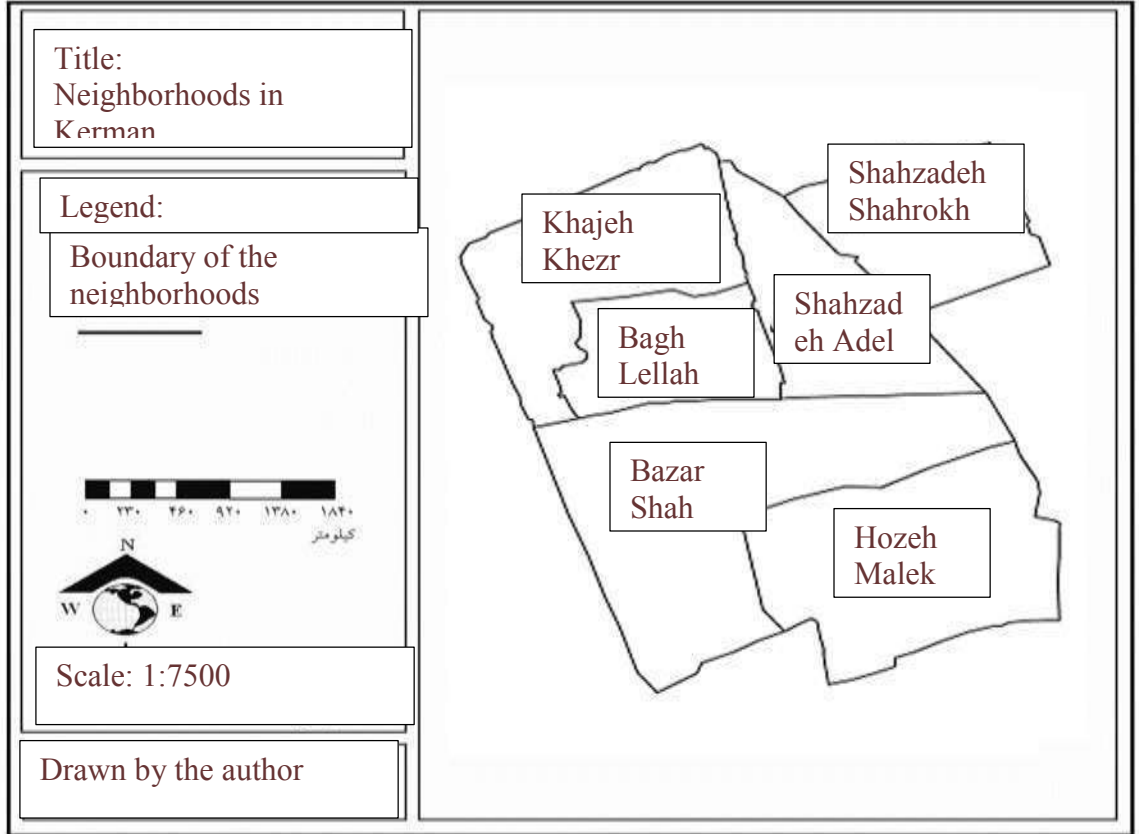 Title:
Neighborhoods in
Kerman
Legend:
Boundary of the
neighborhoods
۰ ۲۳۰ ۴۶۰ ۹۲۰ ۱۳۸۰ ۱۸۴۰
کیلومتر
N
W E
Scale: 1:7500
Drawn by the author
Khajeh
Khezr
Shahzadeh
Shahrokh
Shahzad
eh Adel
Bagh
Lellah
Bazar
Shah
Hozeh
Malek